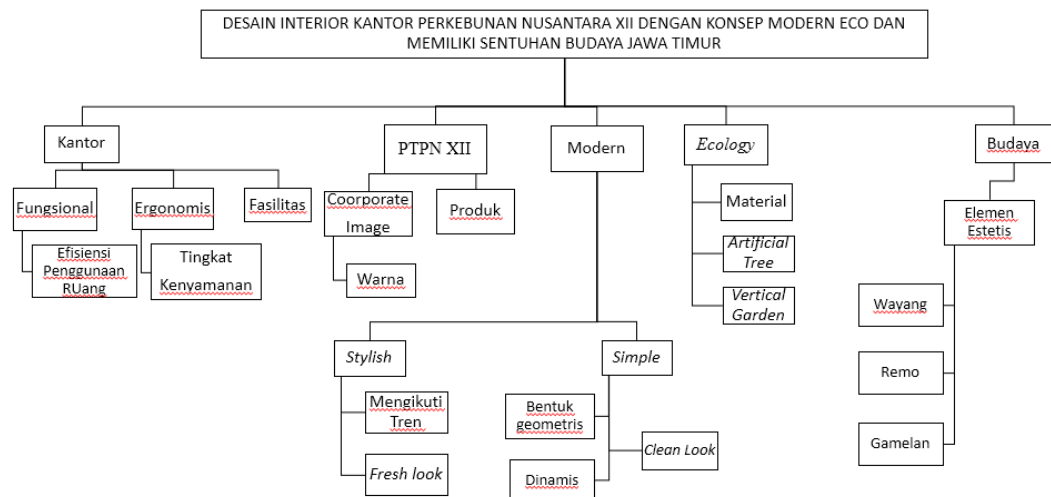 DESAIN INTERIOR KANTOR PERKEBUNAN NUSANTARA XII DENGAN KONSEP MODERN ECO DAN
MEMILIKI SENTUHAN BUDAYA JAWA TIMUR
Kantor
PTPN XII
Modern
Ecology
Budaya
Fungsional
Ergonomis
Fasilitas
Coorporate
Image
Produk
Material
Elemen
Estetis
Efisiensi
Penggunaan
RUang
Tingkat
Kenyamanan
Warna
Artificial
Tree
Vertical
Garden
Wayang
Remo
Gamelan
Stylish
Simple
Mengikuti
Tren
Fresh look
Bentuk
geometris
Clean Look
Dinamis